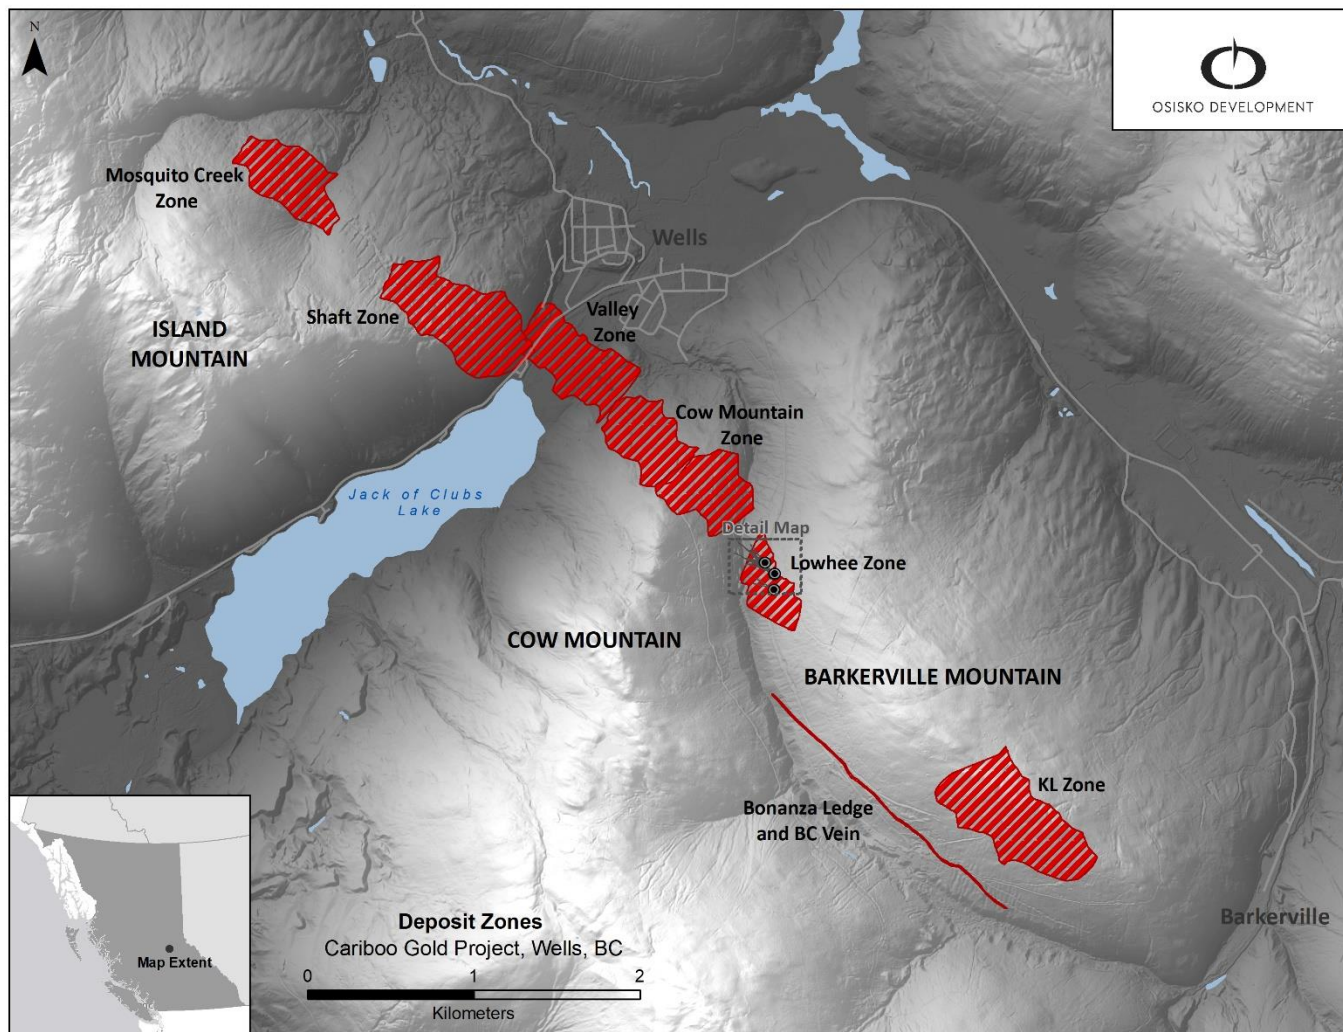 N
OSISKO DEVELOPMENT
Mosquito Creek
Zone
Wells
Shaft Zone
Valley
Zone
ISLAND
MOUNTAIN
Cow Mountain
Zone
Jack of Clubs
Lake
Detail Map
Lowhee Zone
COW MOUNTAIN
BARKERVILLE MOUNTAIN
KL Zone
Bonanza Ledge
and BC Vein
Barkerville
Map Extent
Deposit Zones
Cariboo Gold Project, Wells, BC
0 1 2
Kilometers